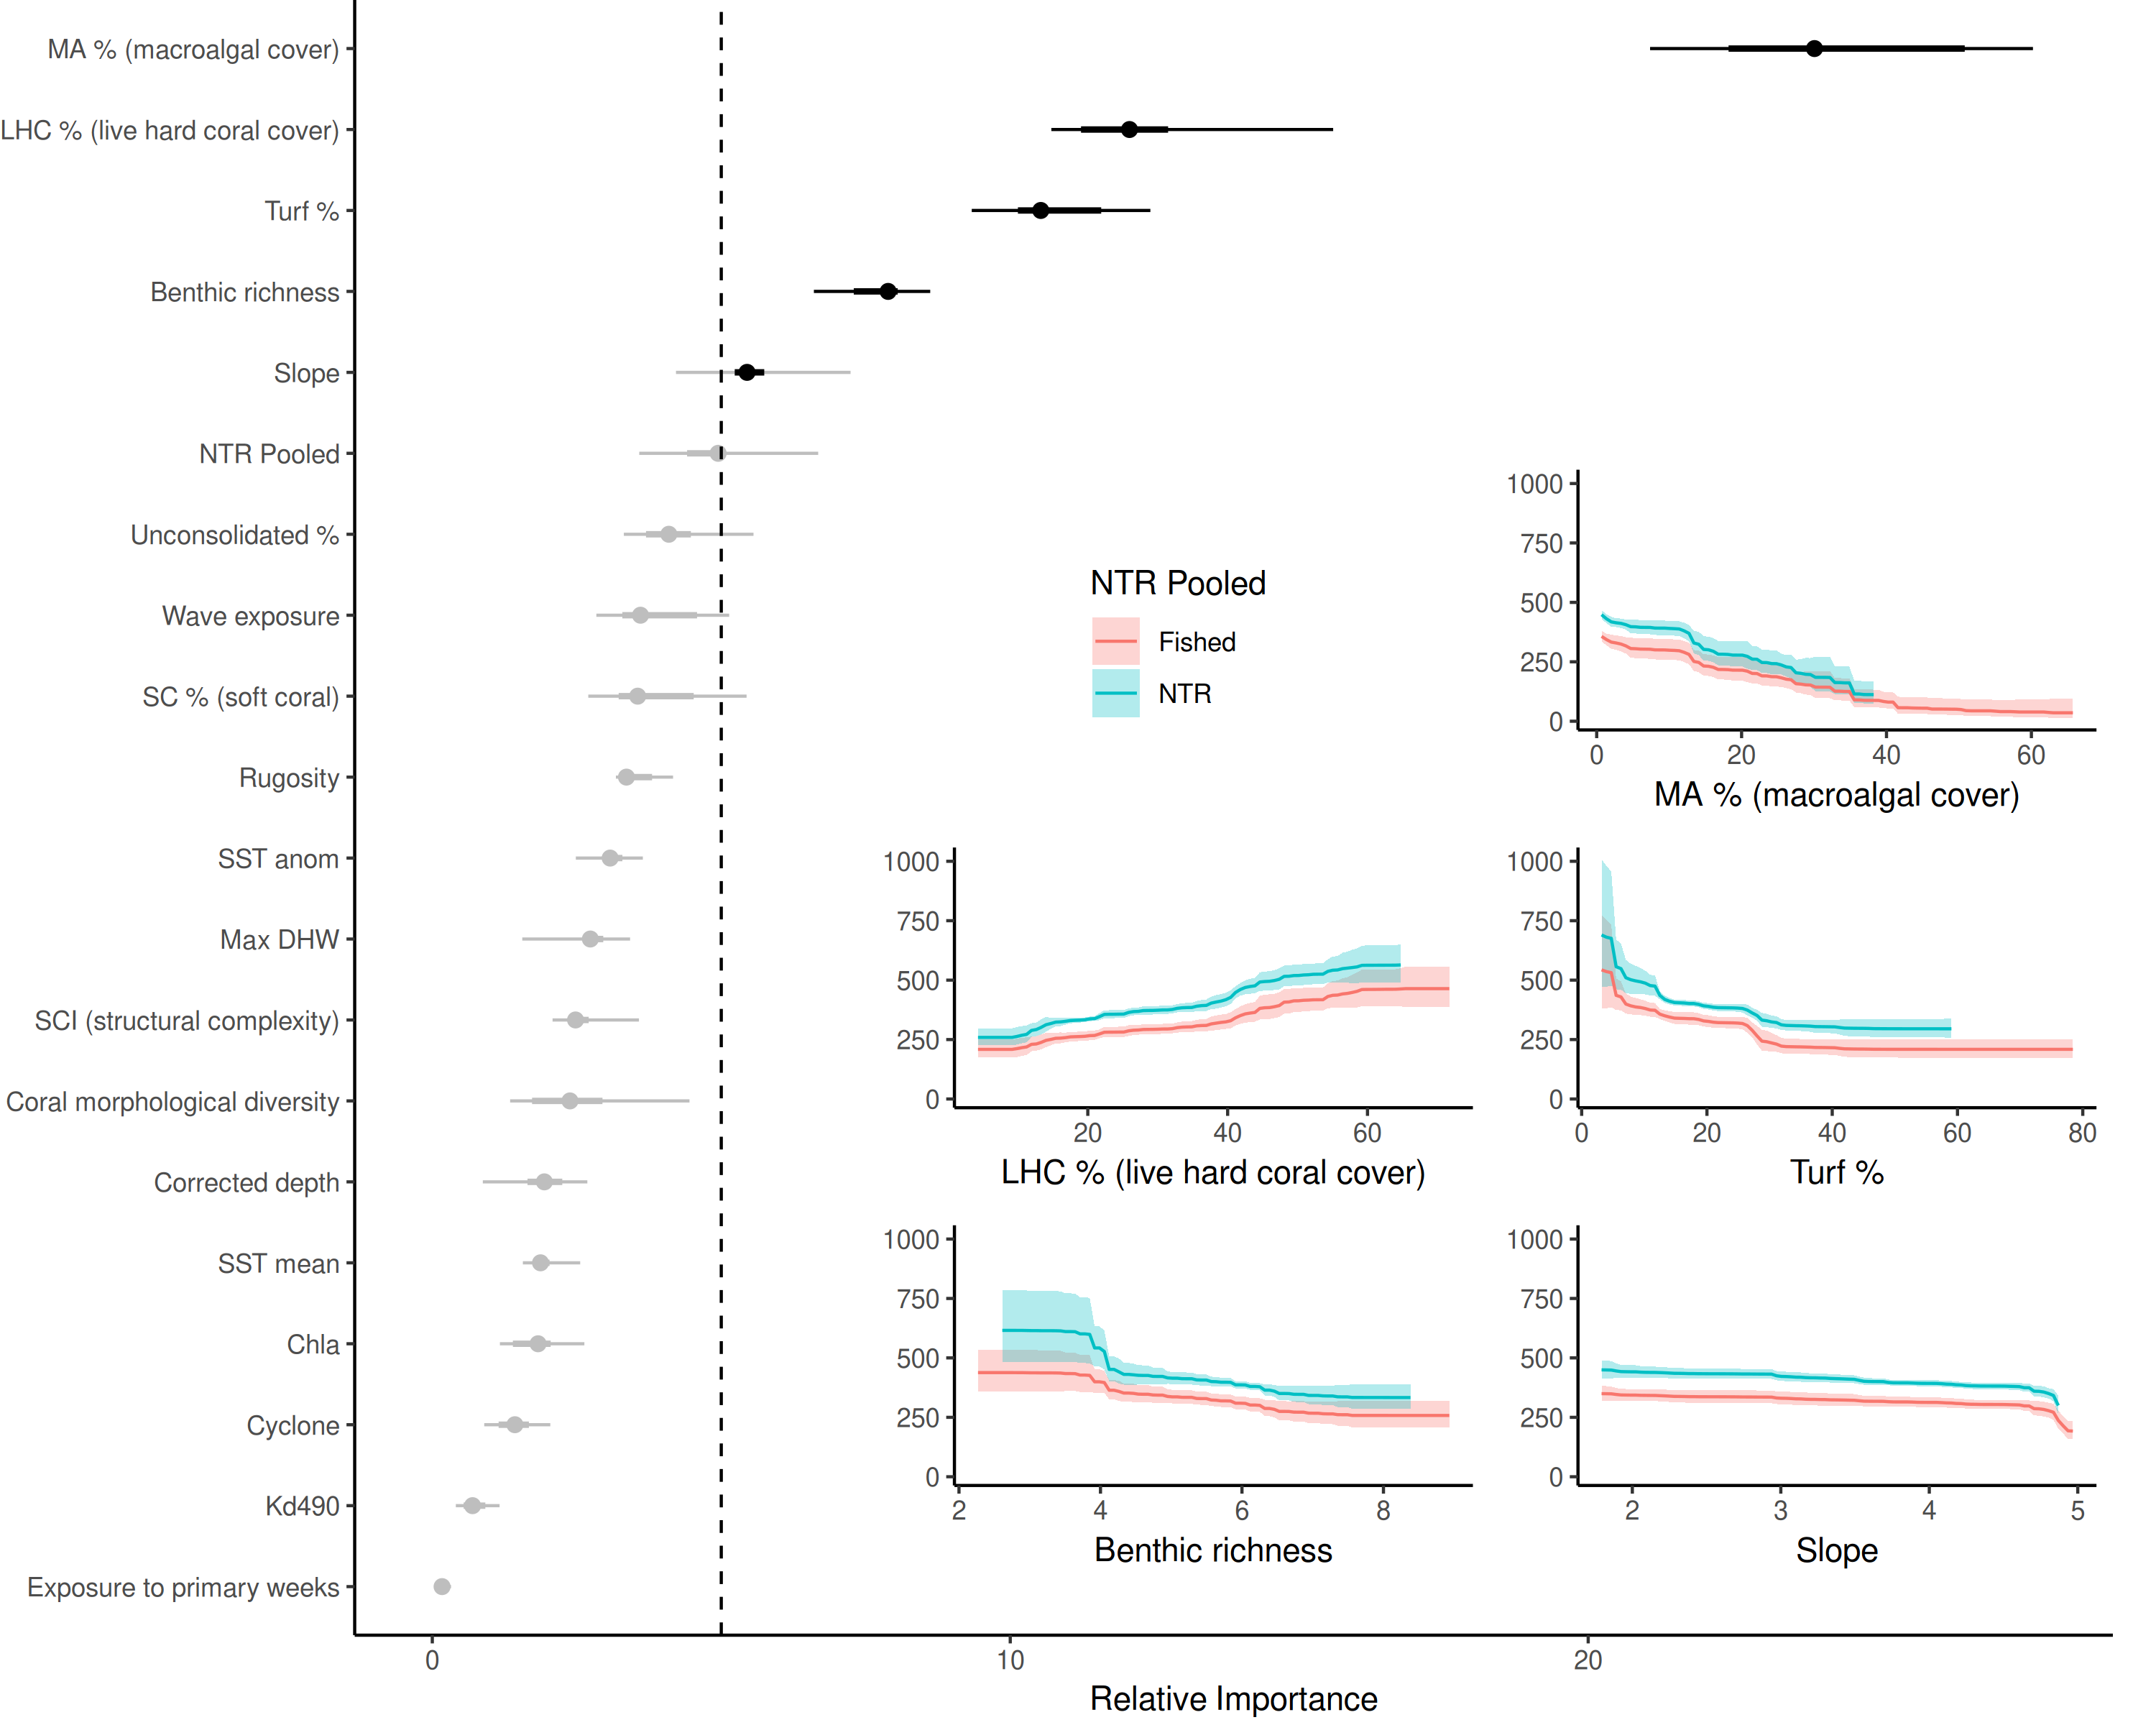 MA % (macroalgal cover)
LHC % (live hard coral cover)
Turf %
Benthic richness
Slope
NTR Pooled
Unconsolidated %
Wave exposure
SC % (soft coral)
Rugosity
SST anom
Max DHW
SCI (structural complexity)
Coral morphological diversity
Corrected depth
SST mean
Chla
Cyclone
Kd490
Exposure to primary weeks
0 10 20
Relative Importance
NTR Pooled
Fished
NTR
1000
750
500
250
0
0 20 40 60
MA % (macroalgal cover)
1000
750
500
250
0
20 40 60
LHC % (live hard coral cover)
1000
750
500
250
0
0 20 40 60 80
Turf %
1000
750
500
250
0
2 4 6 8
Benthic richness
1000
750
500
250
0
2 3 4 5
Slope